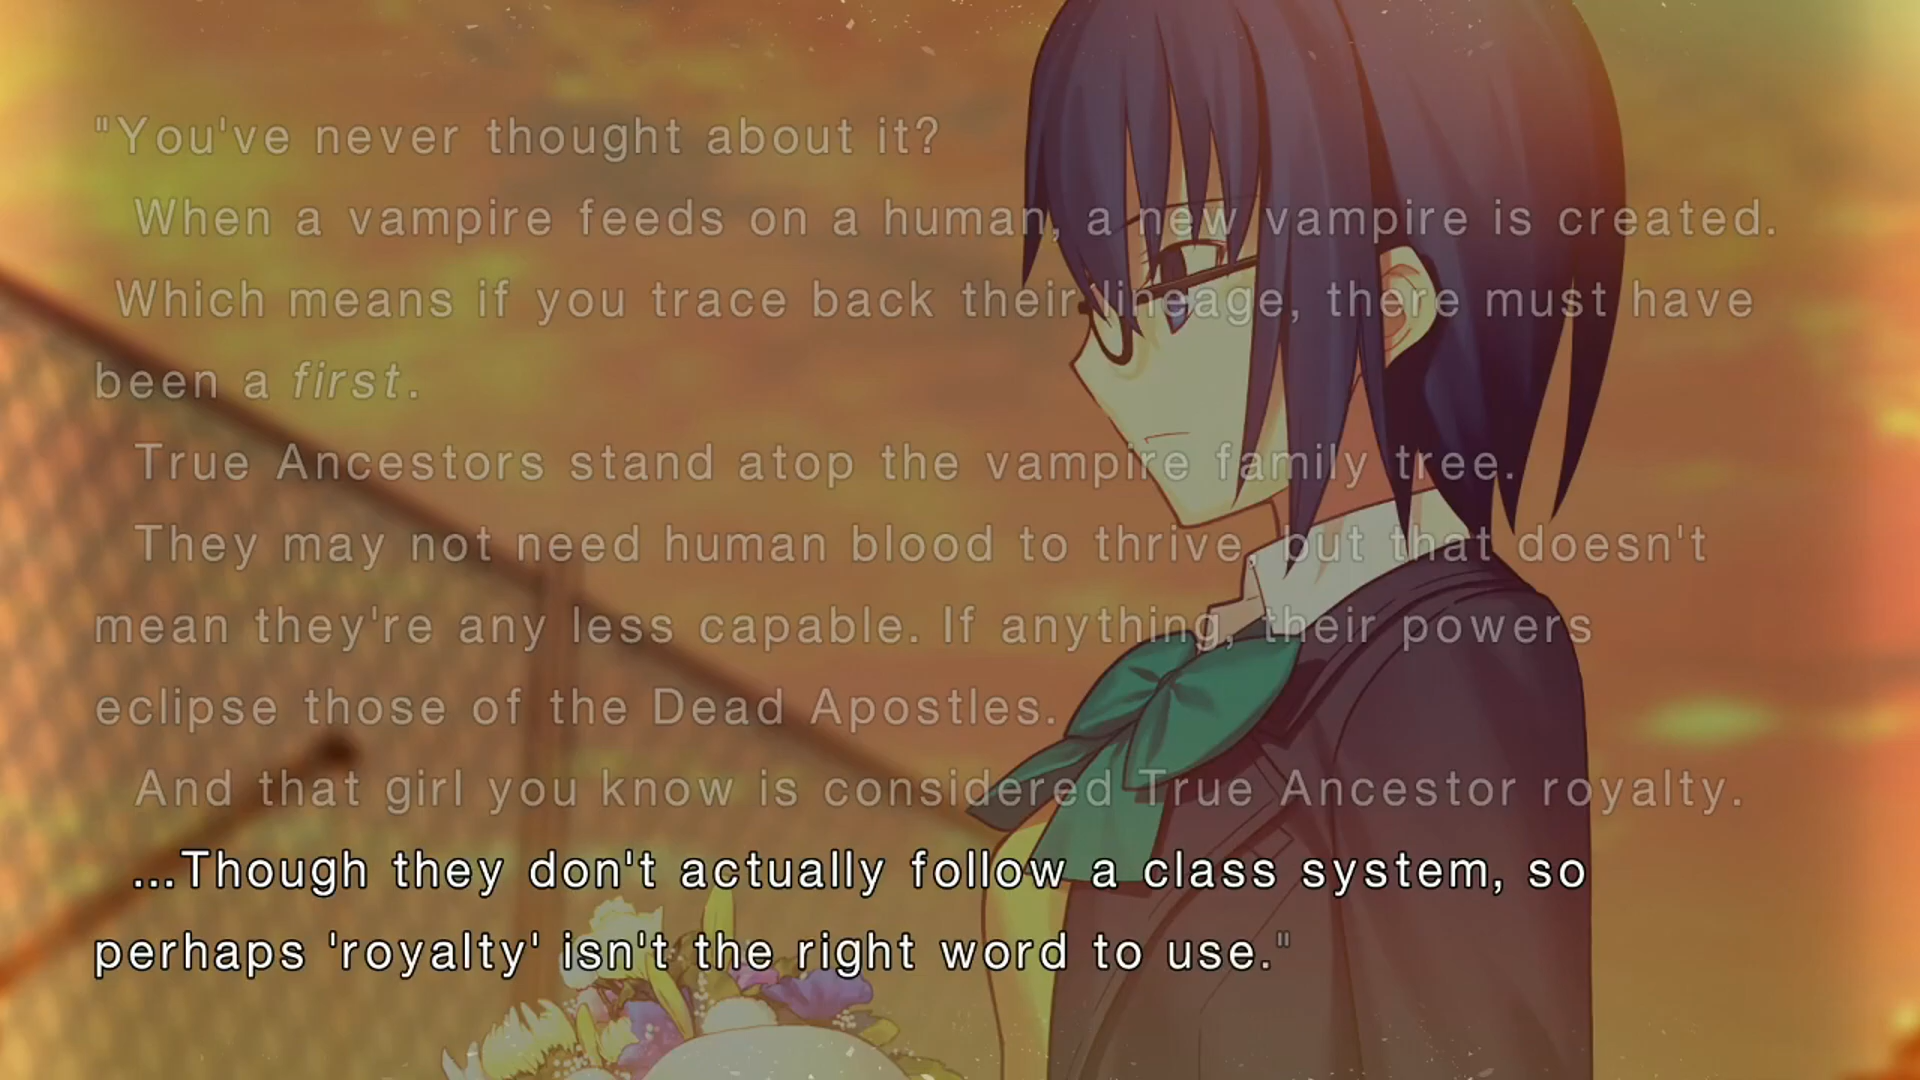 "You've never thought about it?
When a vampire feeds on a human, a new vampire is created.
Which means if you trace back their lineage, there must have
been a first.
True Ancestors stand atop the vampire family tree.
They may not need human blood to thrive, but that doesn't
mean they're any less capable. If anything, their powers
eclipse those of the Dead Apostles.
And that girl you know is considered True Ancestor royalty.
...Though they don't actually follow a class system, so
perhaps 'royalty' isn't the right word to use."